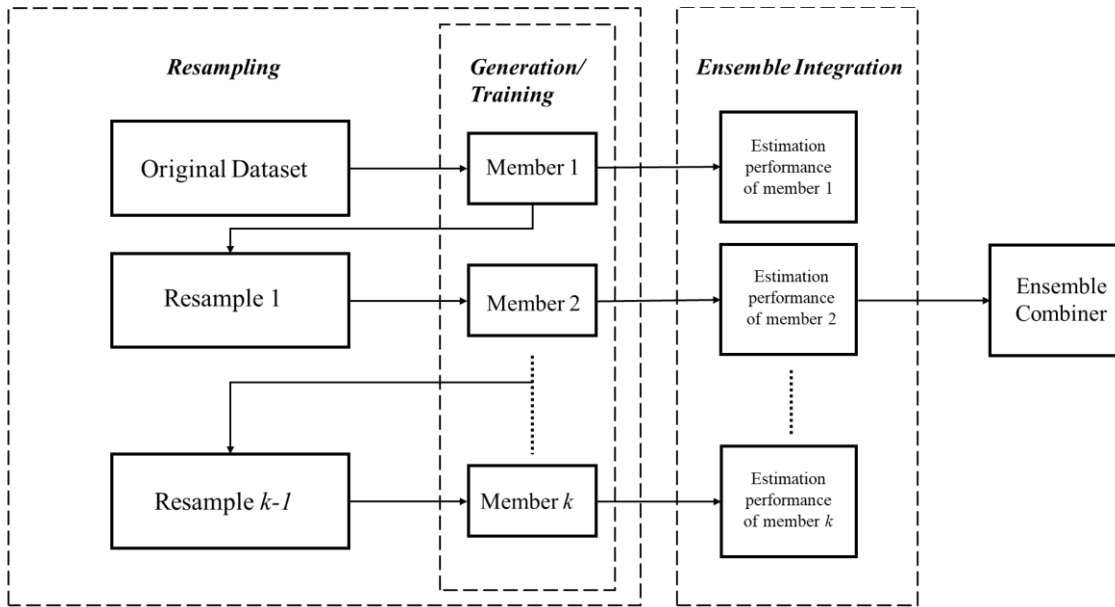 Resampling
Generation/
Training
Ensemble Integration
Original Dataset
Member 1
Estimation
performance
of member 1
Resample 1
Member 2
Estimation
performance
of member 2
Ensemble
Combiner
Resample k-1
Member k
Estimation
performance
of member k